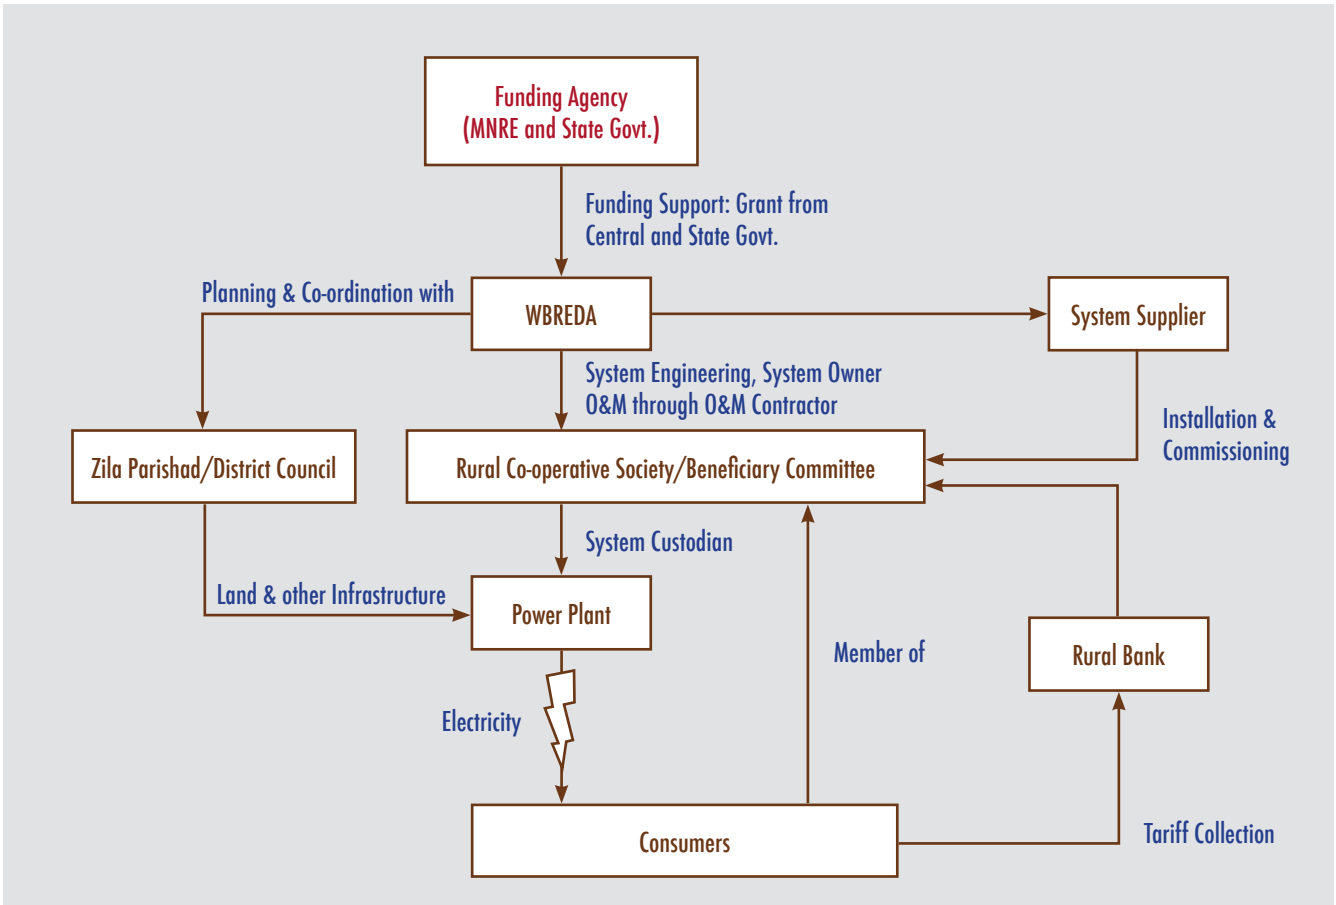 Funding Agency
(MNRE and State Govt.)
Funding Support: Grant from
Central and State Govt.
Planning & Co-ordination with
WBREDA
System Supplier
System Engineering, System Owner
O&M through O&M Contractor
Installation &
Commissioning
Zila Parishad/District Council
Rural Co-operative Society/Beneficiary Committee
System Custodian
Land & other Infrastructure
Power Plant
Member of
Rural Bank
Electricity
Consumers
Tariff Collection